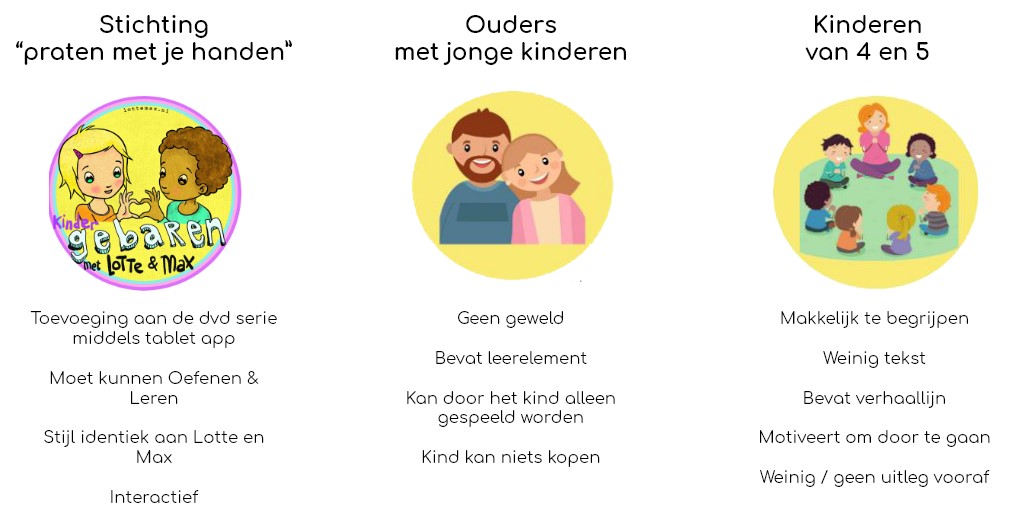 Stichting
“praten met je handen”
lottemax.nl
Kinder
gebaren
met Lotte & Max
Toevoeging aan de dvd serie
middels tablet app
Moet kunnen Oefenen &
Leren
Stijl identiek aan Lotte en
Max
Interactief
Ouders
met jonge kinderen
Geen geweld
Bevat leerelement
Kan door het kind alleen
gespeeld worden
Kind kan niets kopen
Kinderen
van 4 en 5
Makkelijk te begrijpen
Weinig tekst
Bevat verhaallijn
Motiveert om door te gaan
Weinig / geen uitleg vooraf